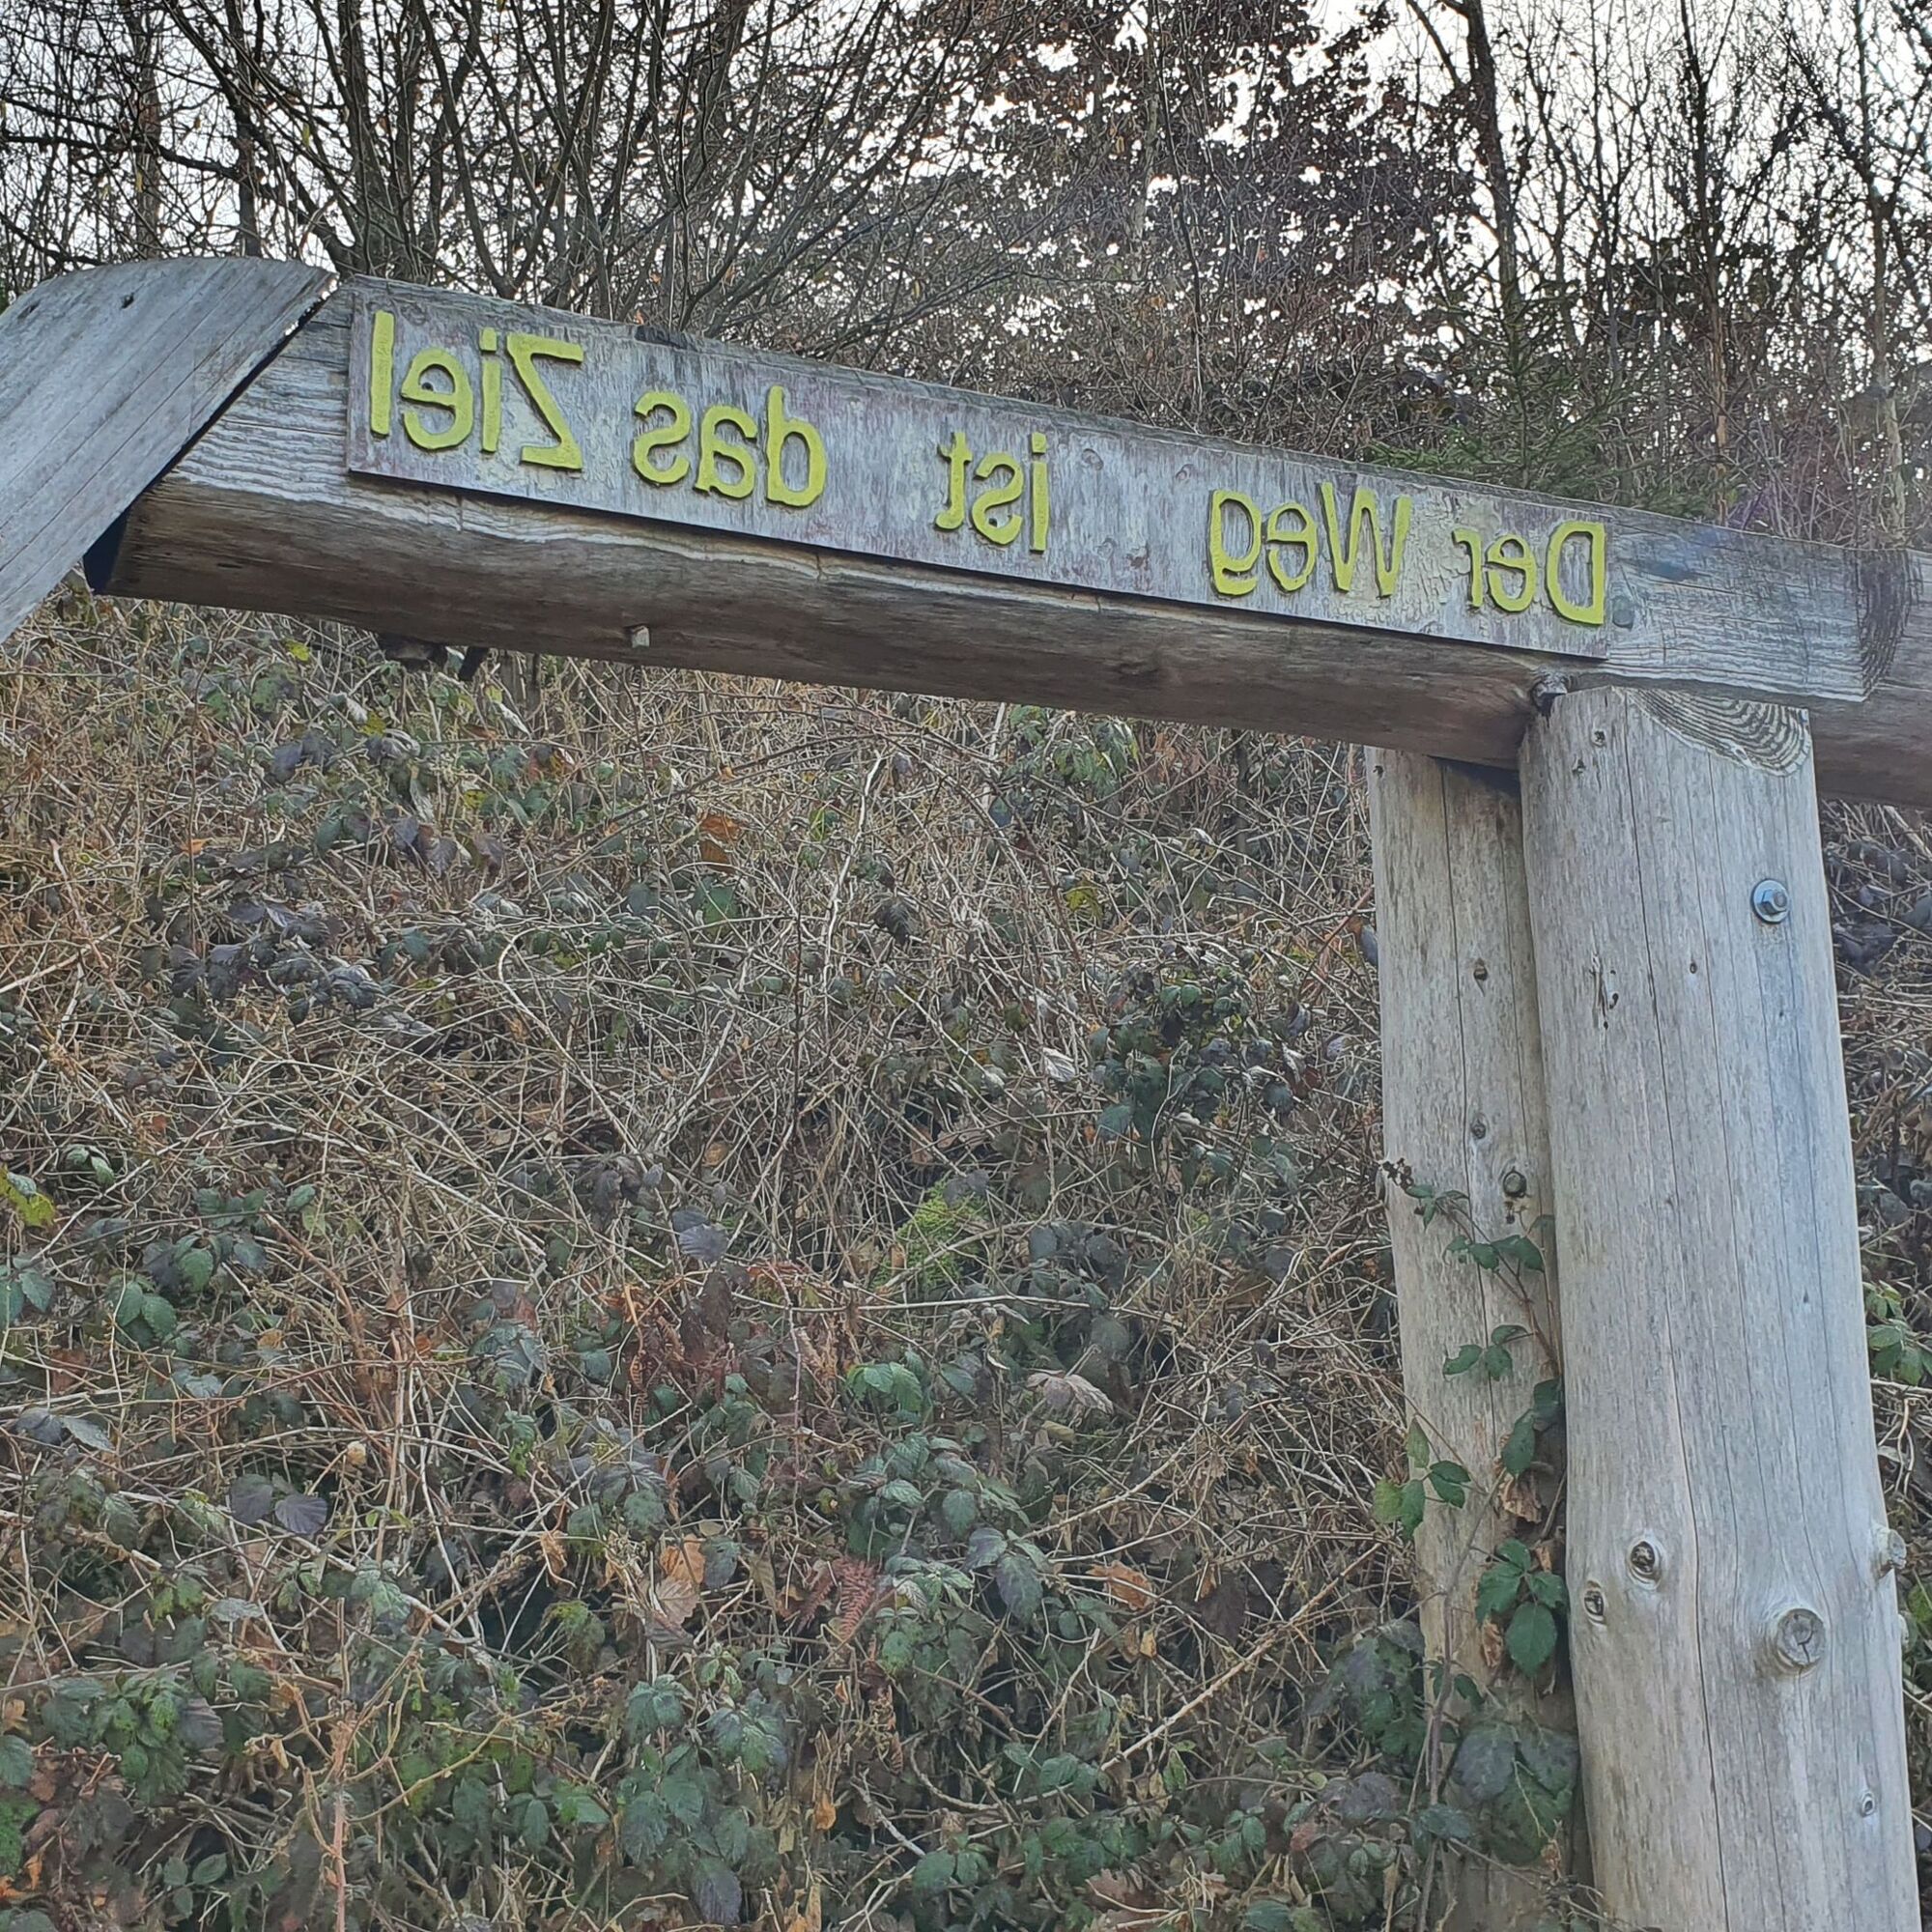 Der Weg ist das Ziel